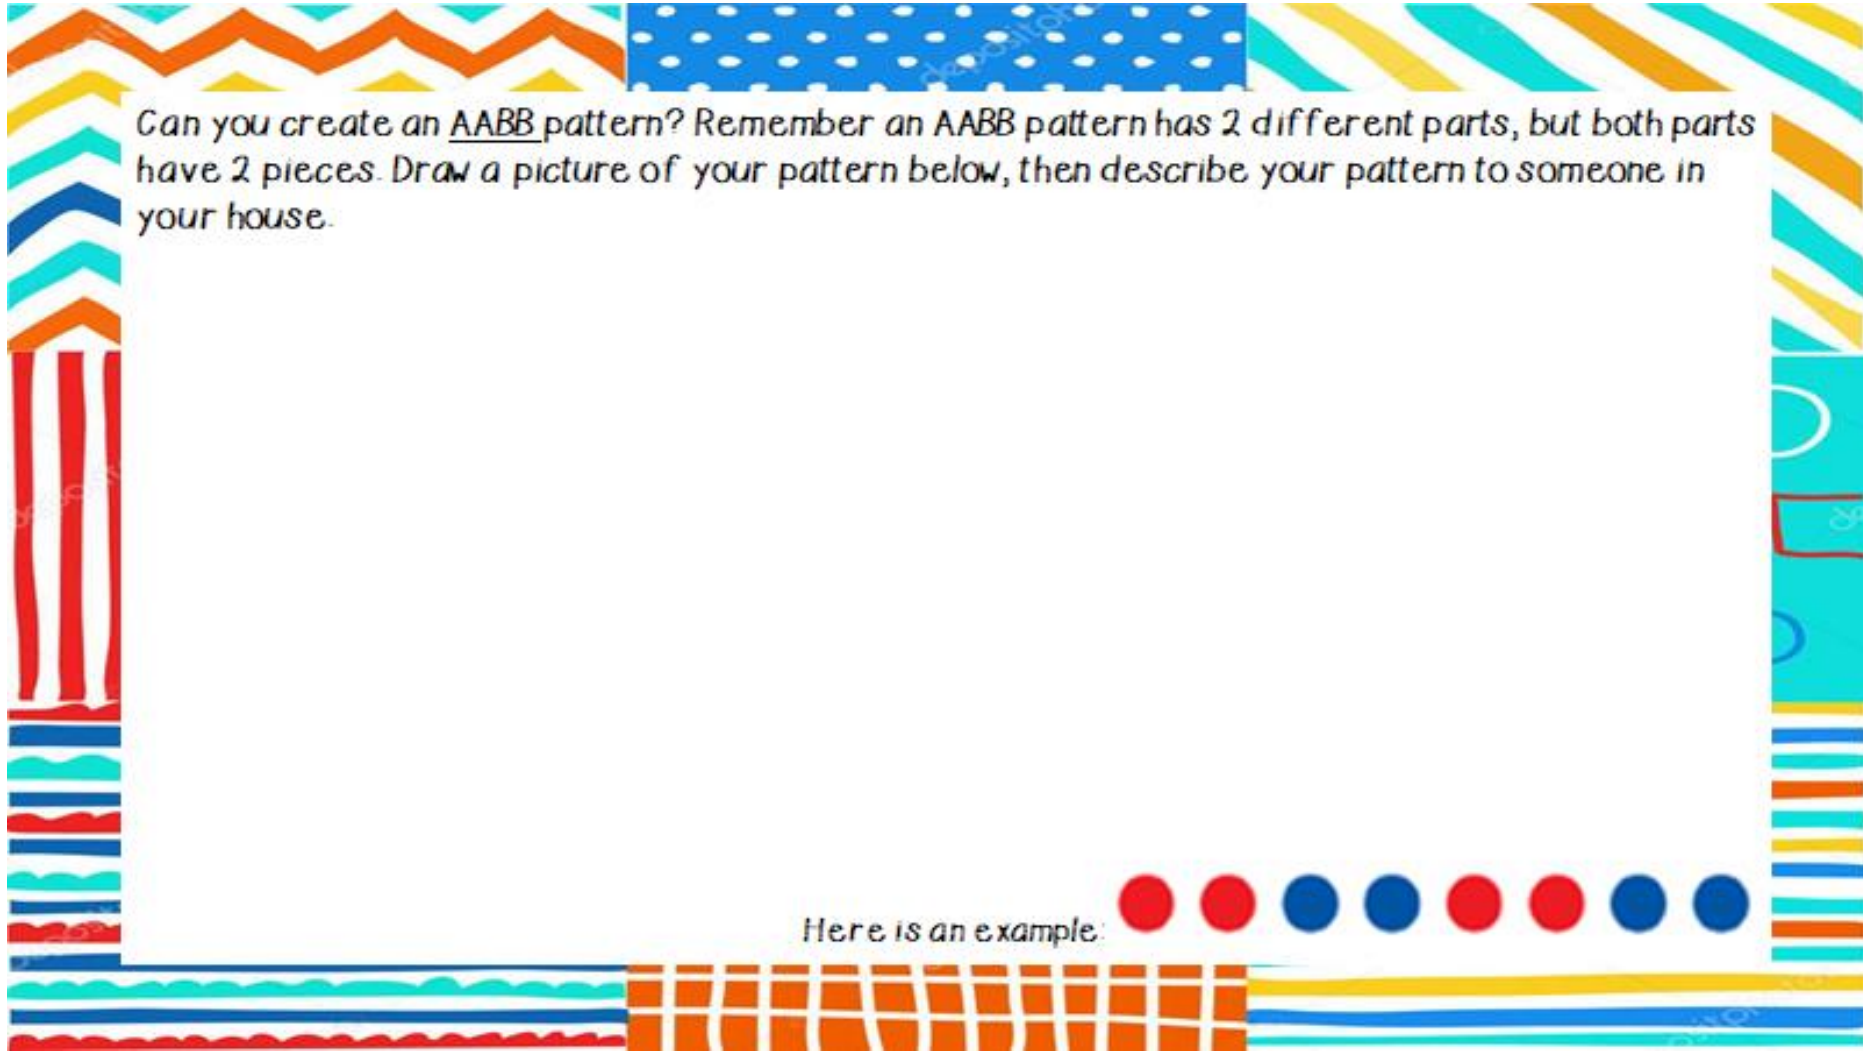 Can you create an AABB pattern? Remember an AABB pattern has 2 different parts, but both parts
have 2 pieces. Draw a picture of your pattern below, then describe your pattern to someone in
your house.
Here is an example: